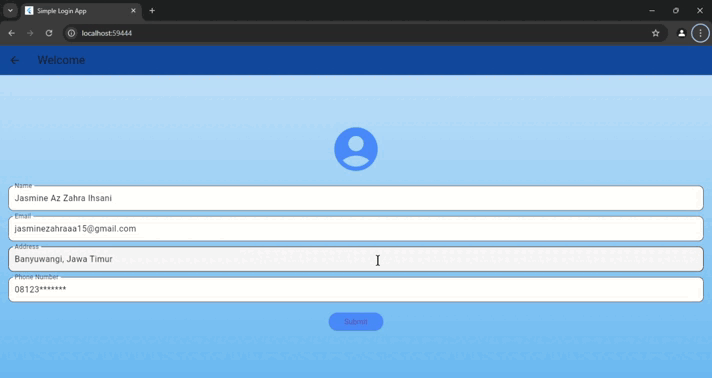 Simple Login App
localhost:59444
Welcome
Name
Jasmine Az Zahra Ihsani
Email
jasminezahraaa15@gmail.com
Address
Banyuwangi, Jawa Timur
Phone Number
08123*******
Submit